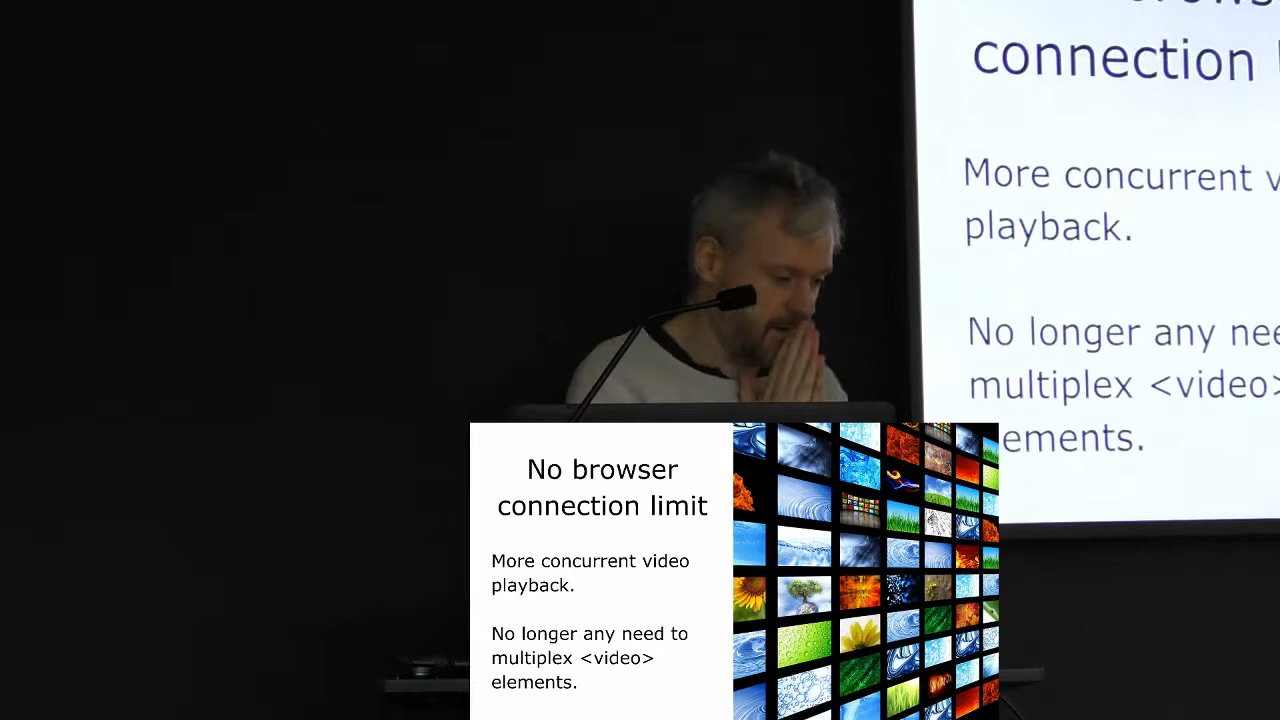 connection
More concurrent
playback.
No longer any
multiplex <video>
ements.
No browser
connection limit
More concurrent video
playback.
No longer any need to
multiplex <video>
elements.